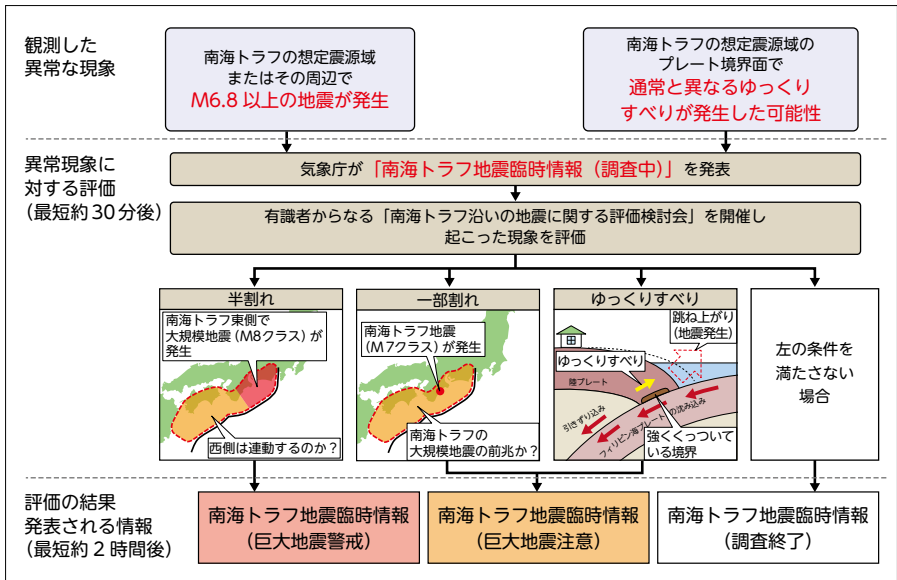 観測した
異常な現象
南海トラフの想定震源域
またはその周辺で
M6.8 以上の地震が発生
南海トラフの想定震源域の
プレート境界面で
通常と異なるゆっくり
すべりが発生した可能性
異常現象に
対する評価
(最短約30分後)
気象庁が「南海トラフ地震臨時情報(調査中)」を発表
有識者からなる「南海トラフ沿いの地震に関する評価検討会」を開催し
起こった現象を評価
半割れ
南海トラフ東側で
大規模地震(M8クラス)が
発生
西側は連動するのか?
一部割れ
南海トラフ地震
(M7クラス)が発生
南海トラフの
大規模地震の前兆か?
ゆっくりすべり
跳ね上がり
(地震発生)
ゆっくりすべり
陸プレート
引きずり込み
フィリピン海プレートの沈み込み
強くくっついて
いる境界
左の条件を
満たさない
場合
評価の結果
発表される情報
(最短約2時間後)
南海トラフ地震臨時情報
(巨大地震警戒)
南海トラフ地震臨時情報
(巨大地震注意)
南海トラフ地震臨時情報
(調査終了)